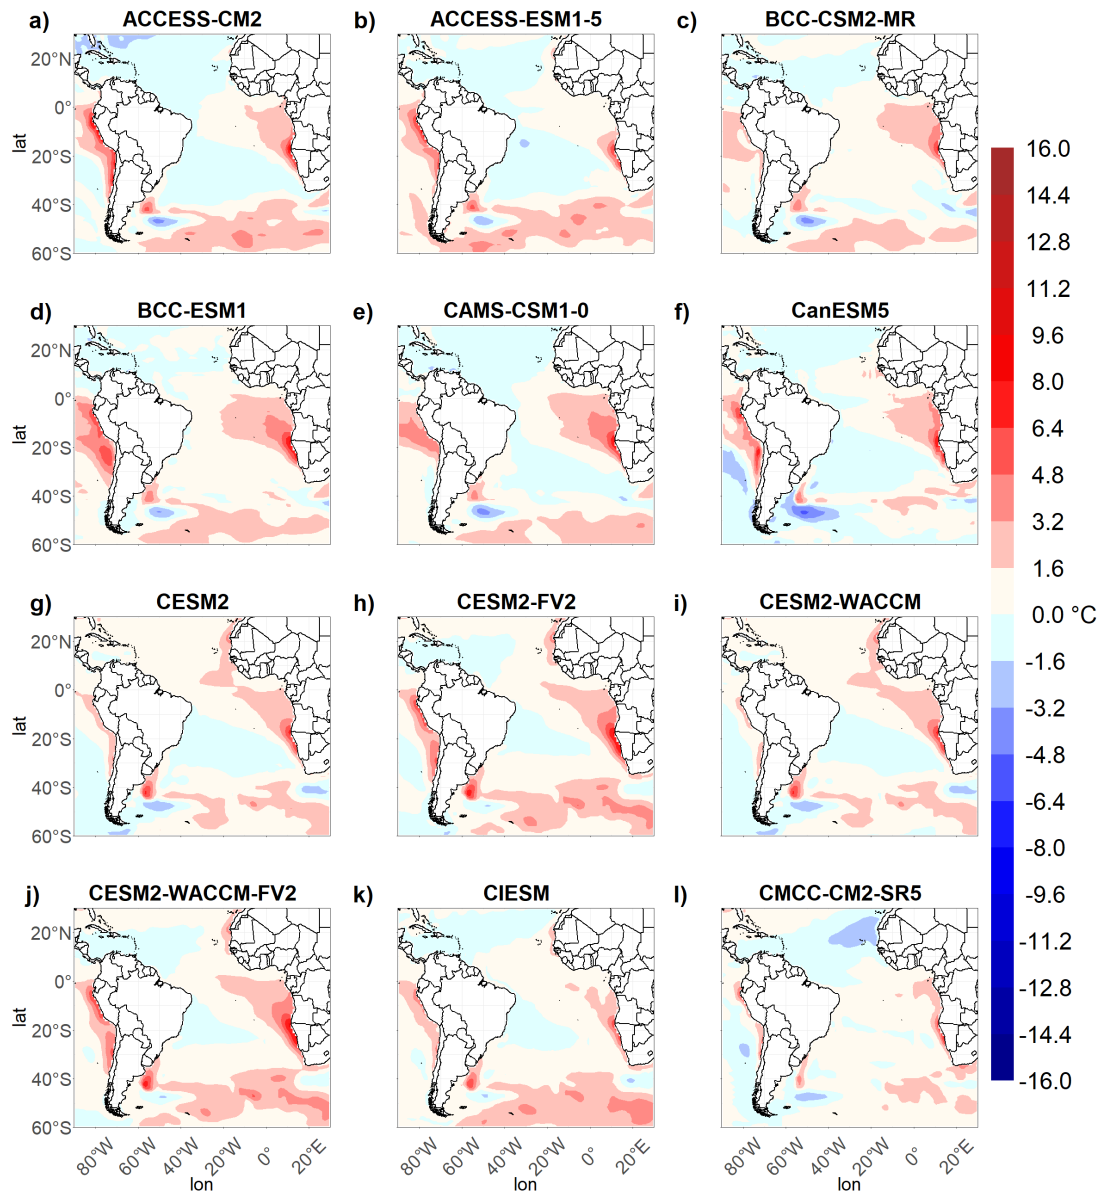 a) ACCESS-CM2 b) ACCESS-ESM1-5 c) BCC-CSM2-MR
20°N
0°
20°S
40°S
60°S
lat
d) BCC-ESM1 e) CAMS-CSM1-0 f) CanESM5
20°N
0°
20°S
40°S
60°S
lat
g) CESM2 h) CESM2-FV2 i) CESM2-WACCM
20°N
0°
20°S
40°S
60°S
lat
j) CESM2-WACCM-FV2 k) CIESM l) CMCC-CM2-SR5
20°N
0°
20°S
40°S
60°S
lat
80°W 60°W 40°W 20°W 0° 20°E 80°W 60°W 40°W 20°W 0° 20°E 80°W 60°W 40°W 20°W 0° 20°E
lon lon lon
16.0
14.4
12.8
11.2
9.6
8.0
6.4
4.8
3.2
1.6
0.0 °C
-1.6
-3.2
-4.8
-6.4
-8.0
-9.6
-11.2
-12.8
-14.4
-16.0